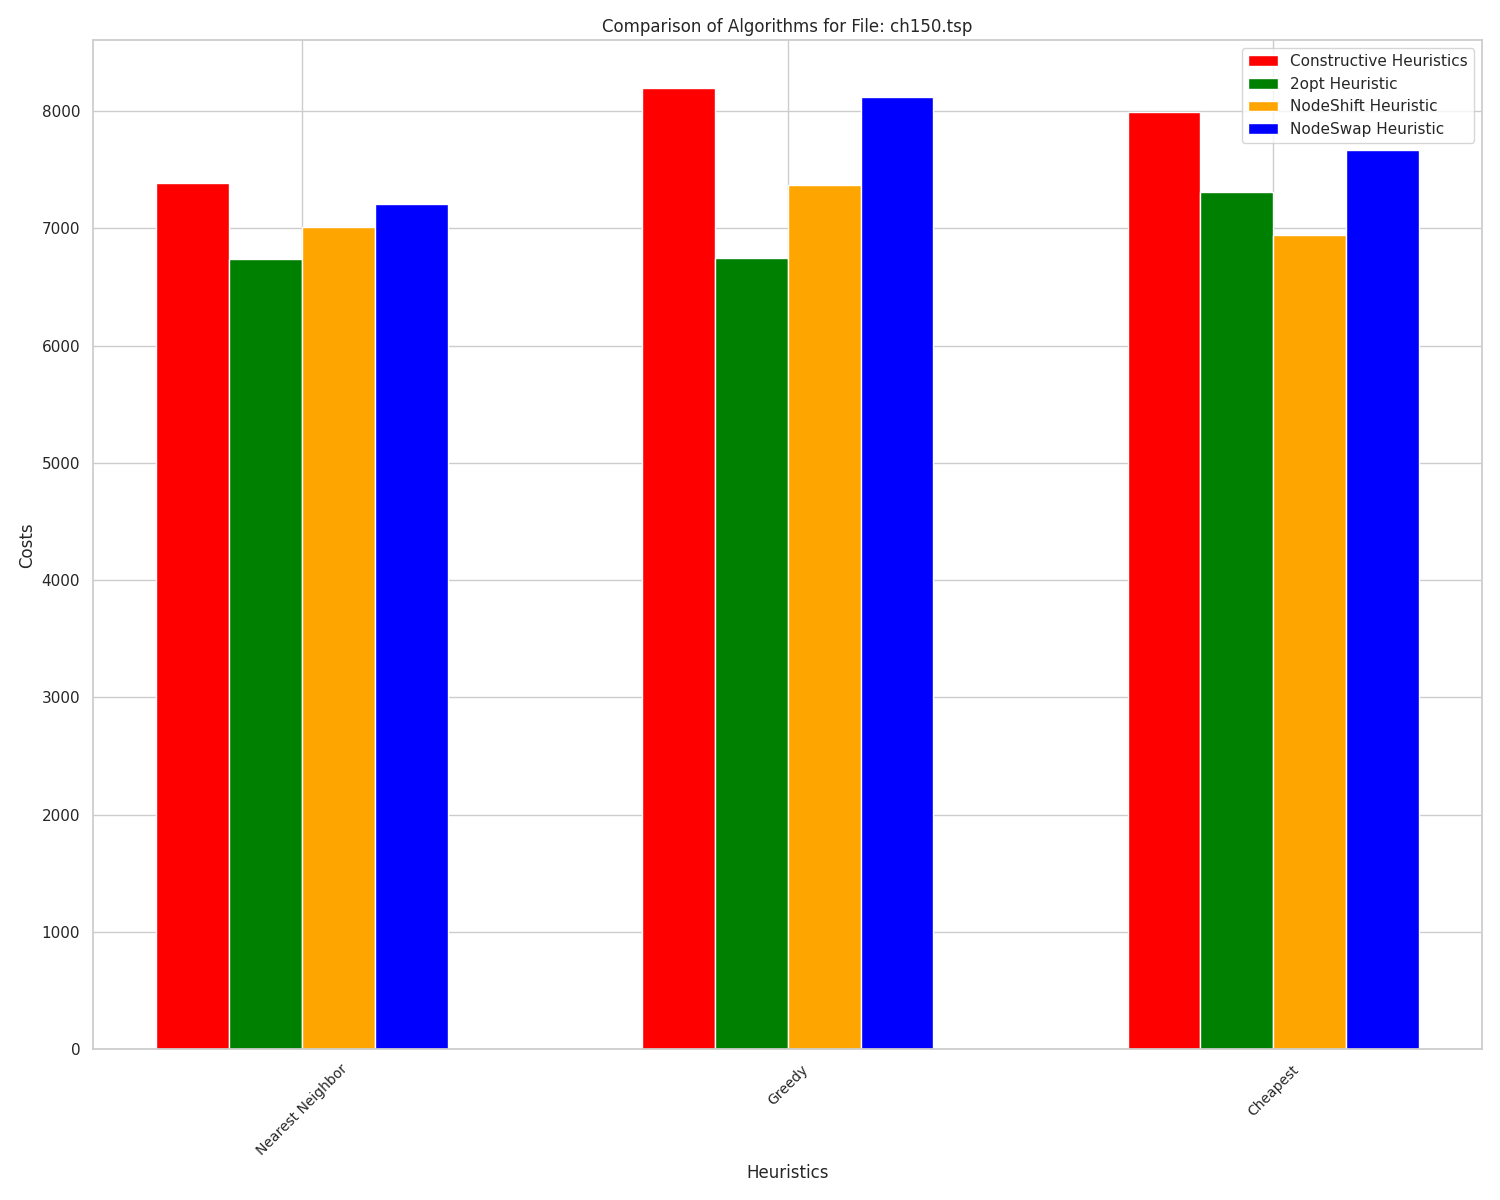 Comparison of Algorithms for File: ch150.tsp
Constructive Heuristics
2opt Heuristic
NodeShift Heuristic
NodeSwap Heuristic
8000
7000
6000
5000
4000
3000
2000
1000
0
Costs
Nearest Neighbor
Greedy
Cheapest
Heuristics